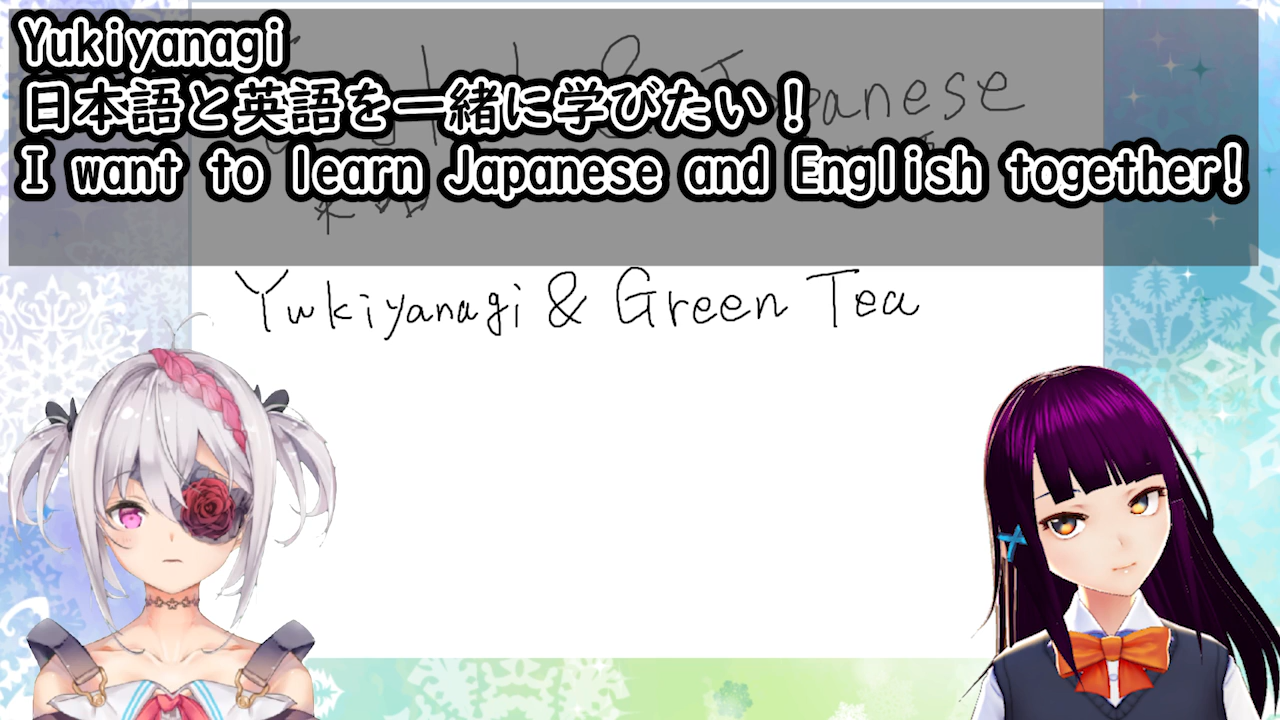 Yukiyanagi
日本語と英語を一緒に学びたい！
I want to learn Japanese and English together!
& Japanese
Yukiyanagi & Green Tea